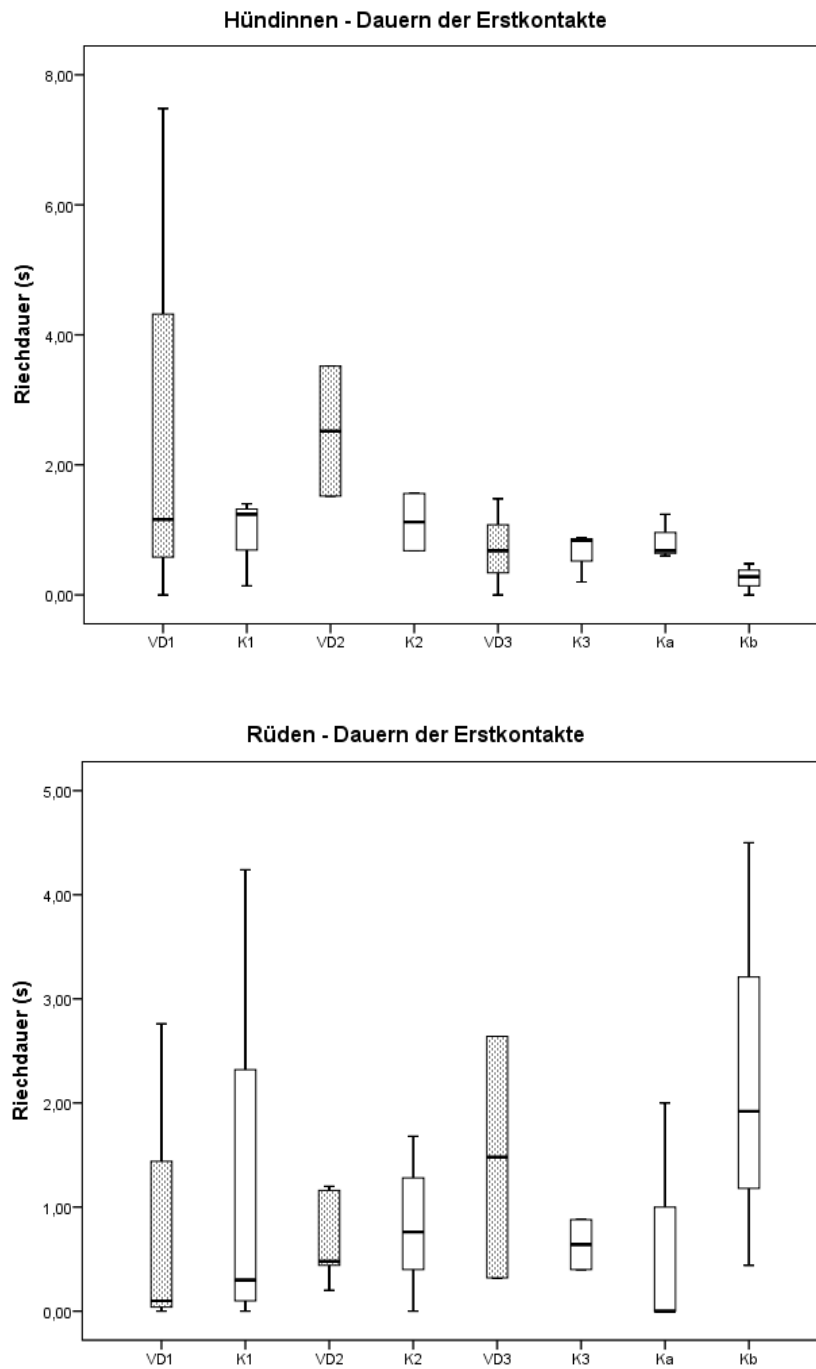 Hündinnen - Dauern der Erstkontakte
8,00
6,00
4,00
2,00
0,00
Riechdauer (s)
VD1 K1 VD2 K2 VD3 K3 Ka Kb
Rüden - Dauern der Erstkontakte
5,00
4,00
3,00
2,00
1,00
0,00
Riechdauer (s)
VD1 K1 VD2 K2 VD3 K3 Ka Kb